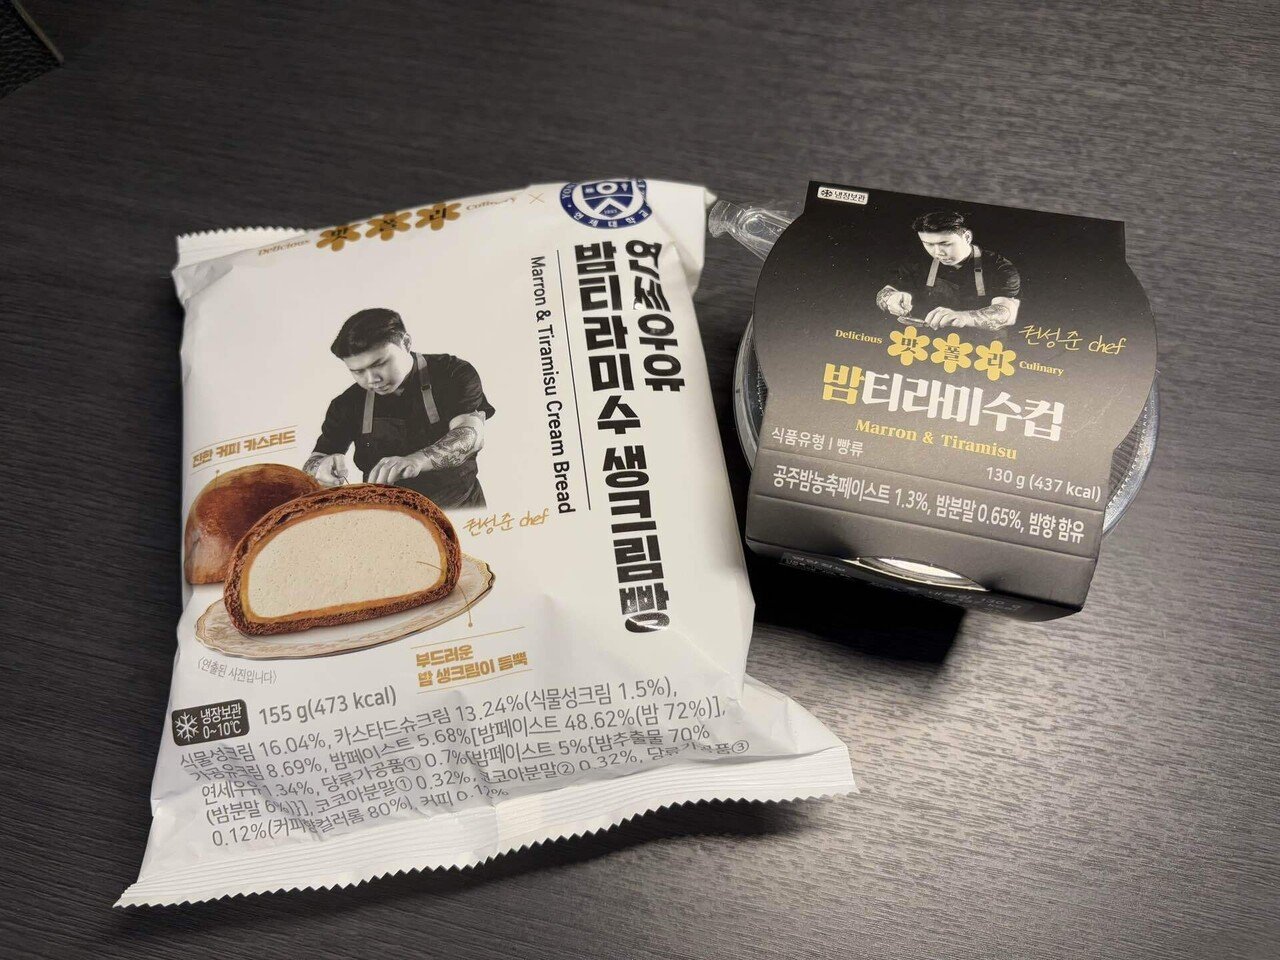 Delicious 맛폴리 Culinary ×
연세대학교
1885
연세우유
밤티라미수 생크림빵
Marron & Tiramisu Cream Bread
진한 커피 카스터드
권성준 chef
부드러운
밤 생크림이 듬뿍
(연출된 사진입니다)
냉장보관
0~10℃
155 g(473 kcal)
식물성크림 16.04%, 카스타드슈크림 13.24%(식물성크림 1.5%),
가공유크림 8.69%, 밤페이스트 5.68%[밤페이스트 48.62%(밤 72%)],
연세우유 1.34%, 당류가공품① 0.7%[밤페이스트 5%{밤추출물 70%
(밤분말 6%)}], 코코아분말① 0.32%, 코코아분말② 0.32%, 당류가공품③
0.12%(커피 컬러룸 80%), 커피 0.12%
냉장보관
권성준 chef
Delicious 맛폴리 Culinary
밤티라미수컵
Marron & Tiramisu
식품유형 | 빵류
130 g (437 kcal)
공주밤농축페이스트 1.3%, 밤분말 0.65%, 밤향 함유